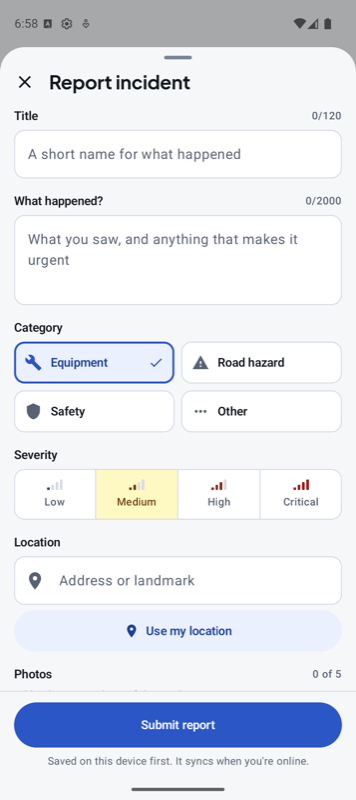 6:58
Report incident
Title
0/120
A short name for what happened
What happened?
0/2000
What you saw, and anything that makes it
urgent
Category
Equipment
Road hazard
Safety
Other
Severity
Low
Medium
High
Critical
Location
Address or landmark
Use my location
Photos
0 of 5
Submit report
Saved on this device first. It syncs when you're online.